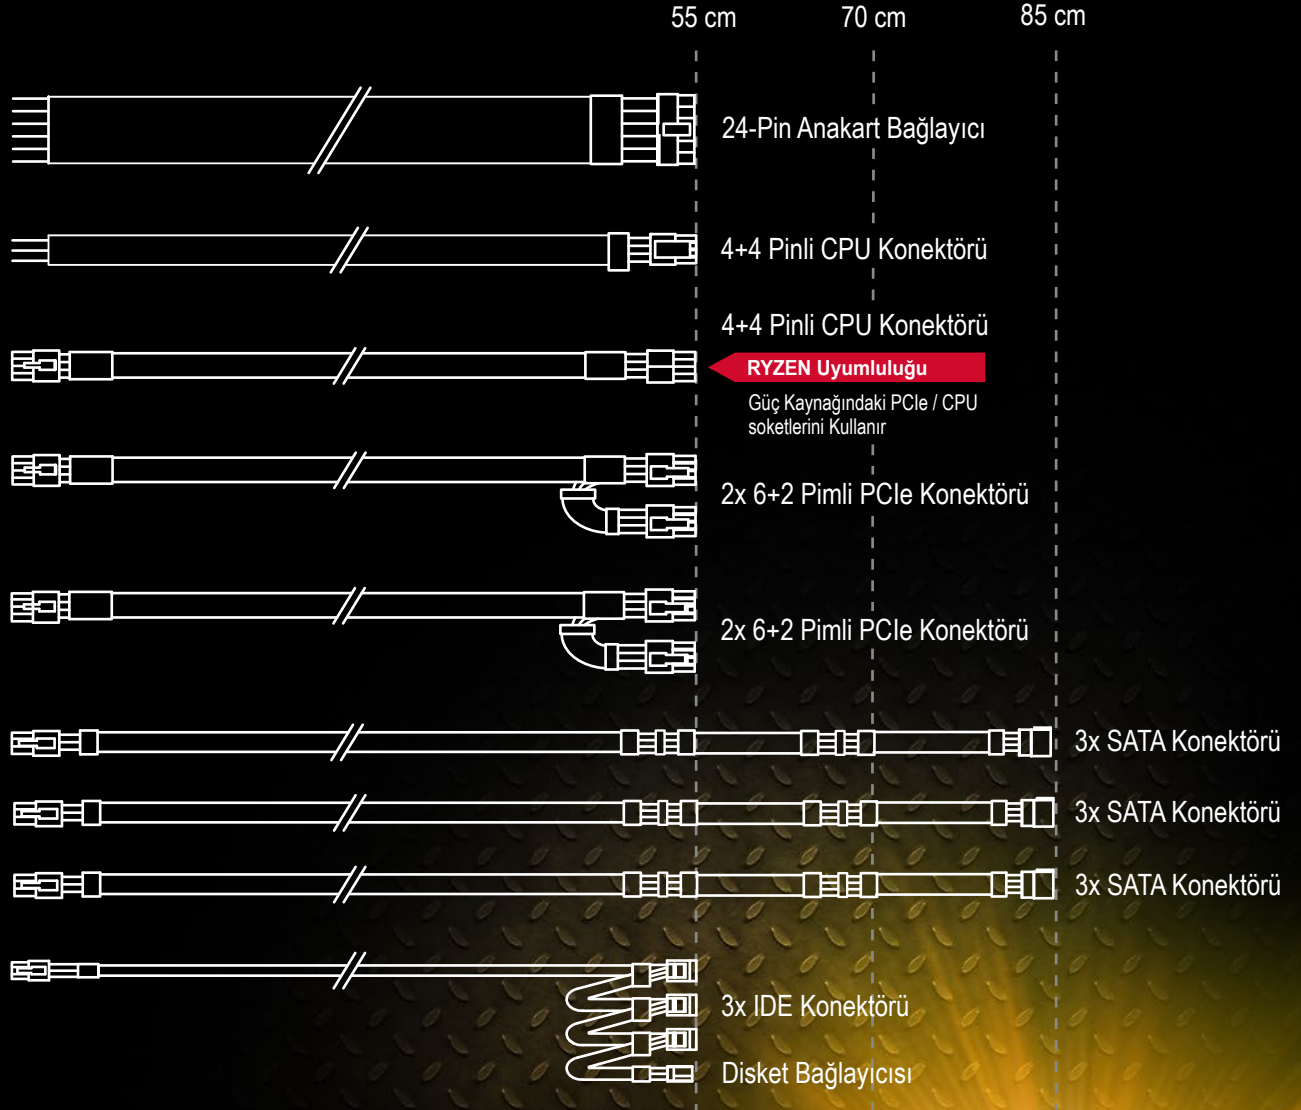 55 cm
70 cm
85 cm
24-Pin Anakart Bağlayıcı
4+4 Pinli CPU Konektörü
4+4 Pinli CPU Konektörü
RYZEN Uyumluluğu
Güç Kaynağındaki PCIe / CPU
soketlerini Kullanır
2x 6+2 Pimli PCIe Konektörü
2x 6+2 Pimli PCIe Konektörü
3x SATA Konektörü
3x SATA Konektörü
3x SATA Konektörü
3x IDE Konektörü
Disket Bağlayıcısı